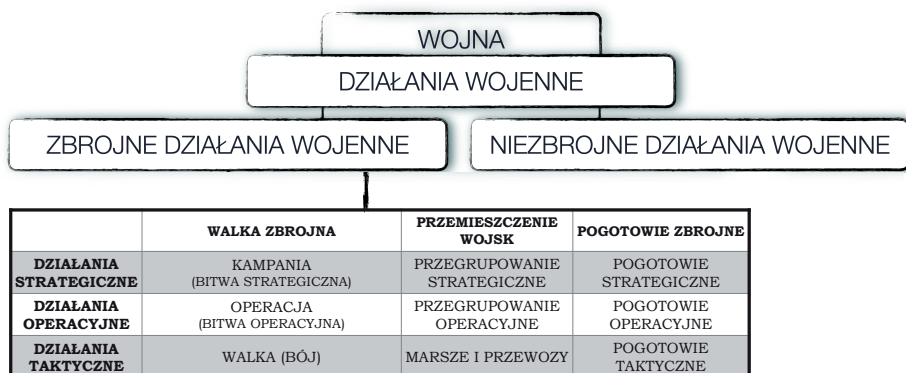 WOJNA
DZIAŁANIA WOJENNE
ZBROJNE DZIAŁANIA WOJENNE
NIEZBROJNE DZIAŁANIA WOJENNE
WALKA ZBROJNA
PRZEMIESZCZENIE
WOJSK
POGOTOWIE ZBROJNE
DZIAŁANIA
STRATEGICZNE
KAMPANIA
(BITWA STRATEGICZNA)
PRZEGRUPOWANIE
STRATEGICZNE
POGOTOWIE
STRATEGICZNE
DZIAŁANIA
OPERACYJNE
OPERACJA
(BITWA OPERACYJNA)
PRZEGRUPOWANIE
OPERACYJNE
POGOTOWIE
OPERACYJNE
DZIAŁANIA
TAKTYCZNE
WALKA (BÓJ)
MARSZE I PRZEWOZY
POGOTOWIE
TAKTYCZNE